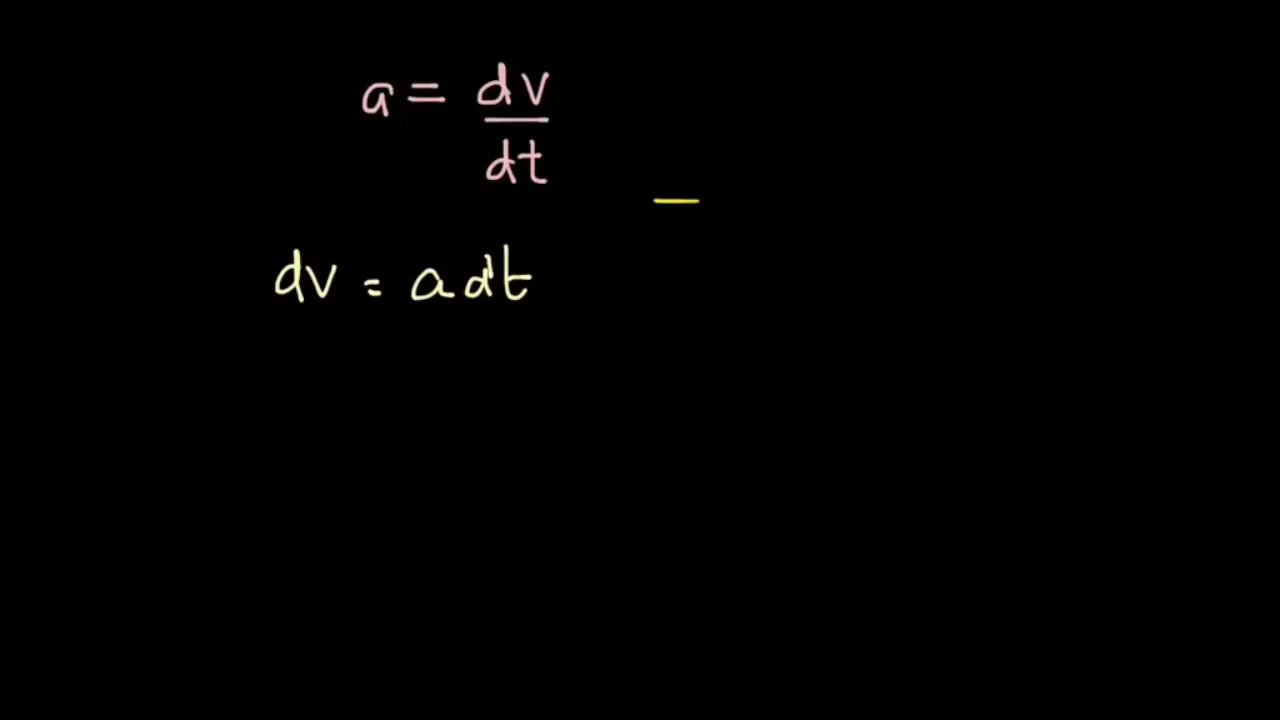 a = dv/dt
dv = a dt